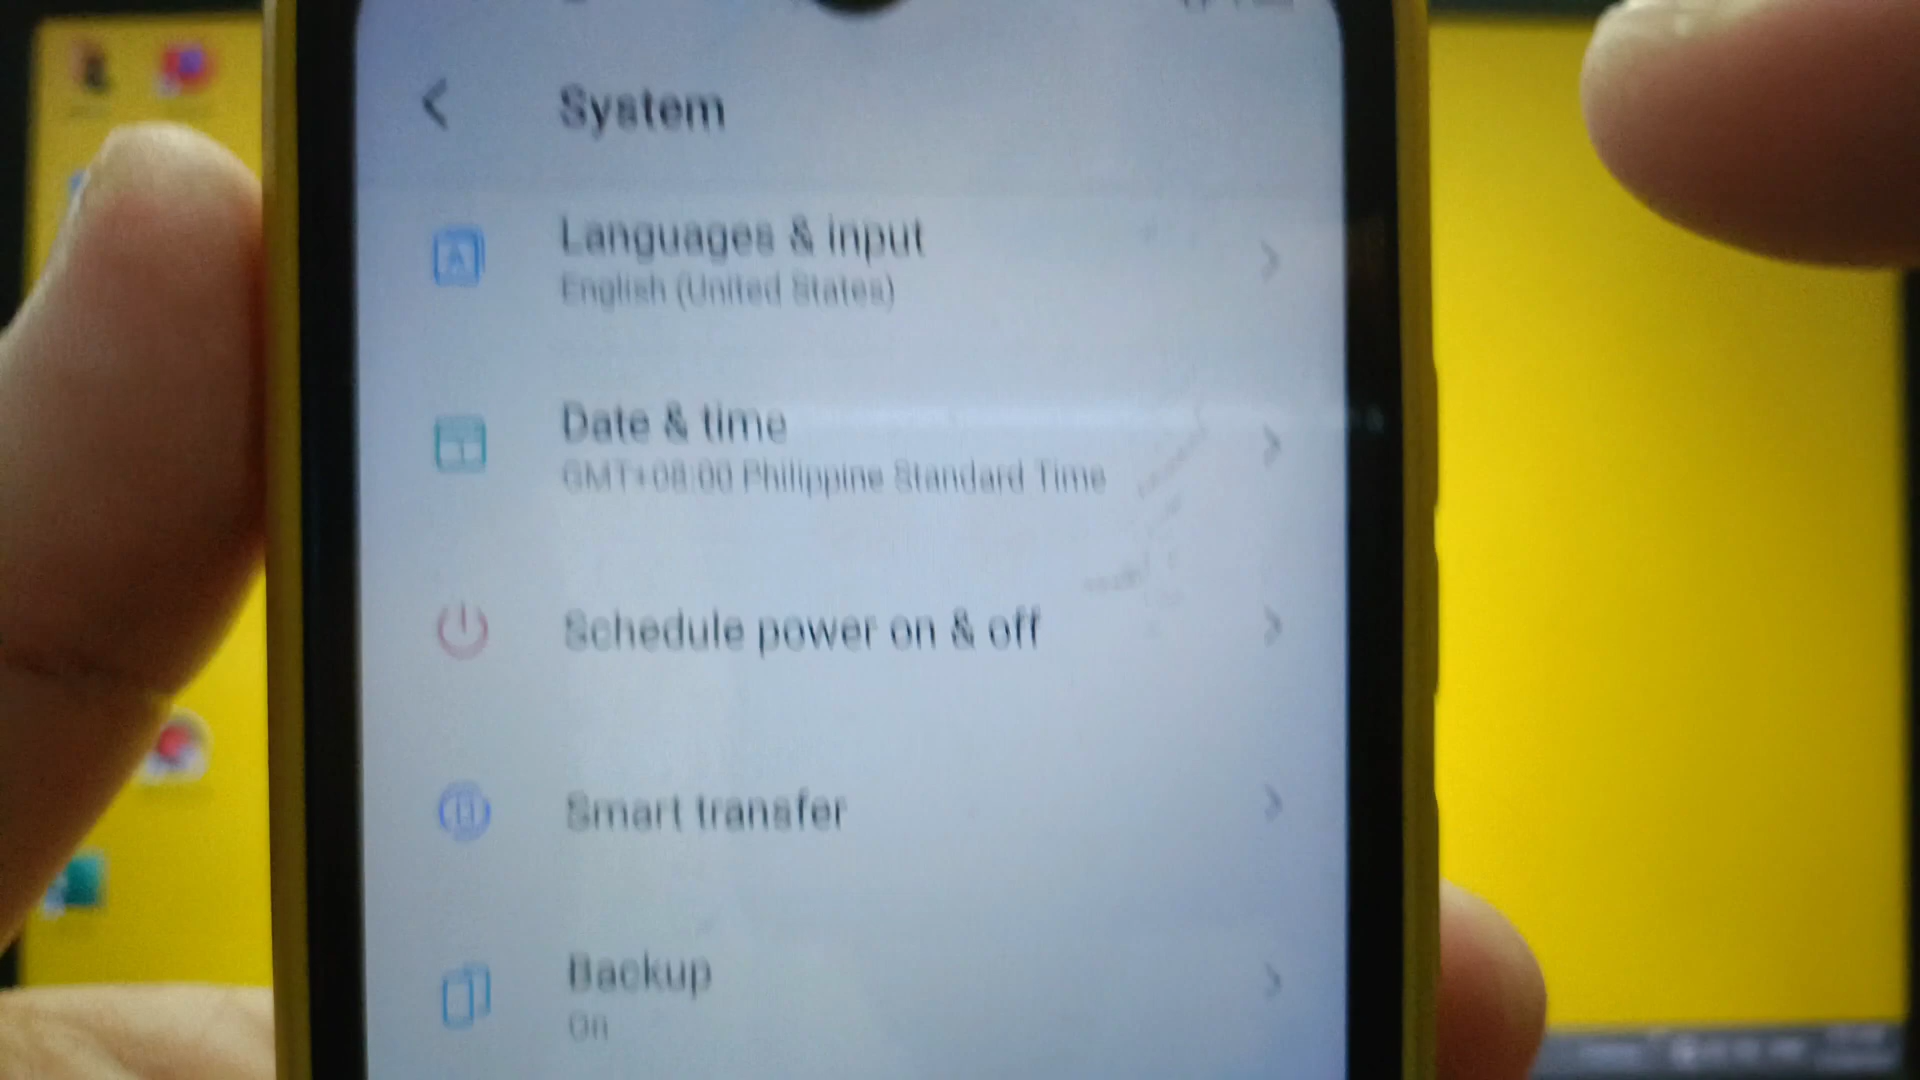 System
Languages & input
English (United States)
Date & time
GMT+08:00 Philippine Standard Time
Schedule power on & off
Smart transfer
Backup
On